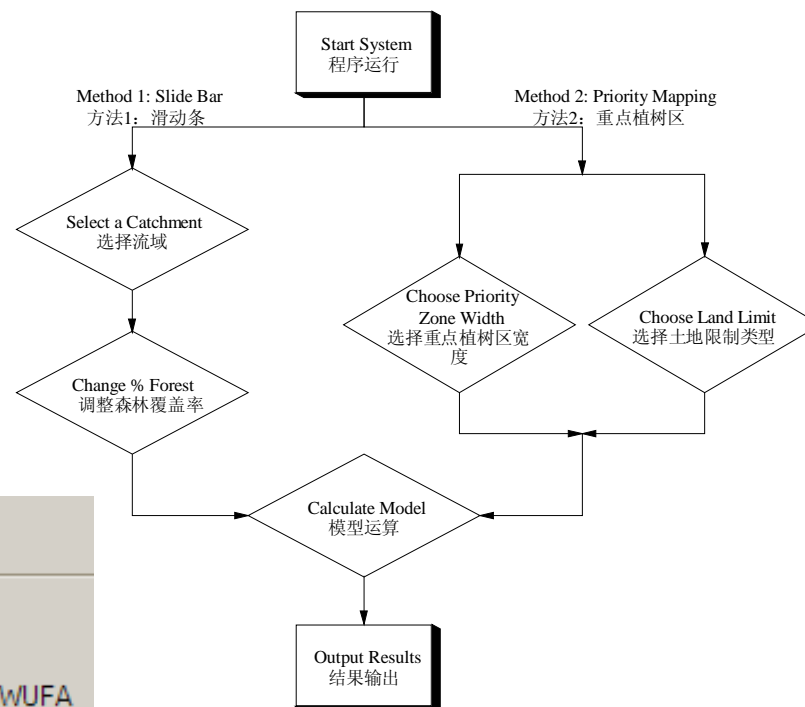 Start System
程序运行
Method 1: Slide Bar
方法1：滑动条
Method 2: Priority Mapping
方法2：重点植树区
Select a Catchment
选择流域
Choose Priority
Zone Width
选择重点植树区宽
度
Choose Land Limit
选择土地限制类型
Change % Forest
调整森林覆盖率
Calculate Model
模型运算
Output Results
结果输出
WUFA